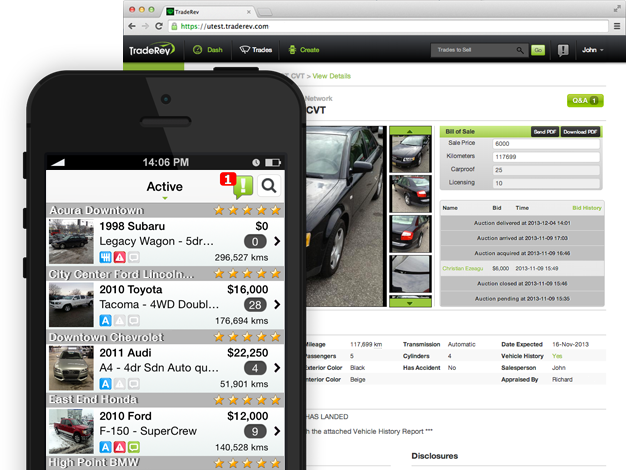 TradeRev
https://utest.traderev.com
TradeRev
Dash
Trades
Create
Trades to Sell
Go
John
CVT > View Details
Network
CVT
Q&A 1
Bill of Sale
Send PDF
Download PDF
Sale Price 6000
Kilometers 117699
Carproof 25
Licensing 10
Name Bid Time Bid History
Auction delivered at 2013-12-04 14:01
Auction arrived at 2013-11-09 17:03
Auction acquired at 2013-11-09 16:46
Christian Emeagu $6,000 2013-11-09 15:49
Auction closed at 2013-11-09 15:46
Auction pending at 2013-11-09 15:35
Mileage 117,699 km Transmission Automatic Date Expected 16-Nov-2013
Passengers 5 Cylinders 4 Vehicle History Yes
Exterior Color Black Has Accident No Salesperson John
Interior Color Beige Appraised By Richard
HAS LANDED
h the attached Vehicle History Report ***
Disclosures
14:06 PM
Active
1
Acura Downtown
1998 Subaru $0
Legacy Wagon - 5dr... 0
296,527 kms
City Center Ford Lincoln...
2010 Toyota $16,000
Tacoma - 4WD Doubl... 28
A
176,694 kms
Downtown Chevrolet
2011 Audi $22,250
A4 - 4dr Sdn Auto qu... 4
A
51,901 kms
East End Honda
2010 Ford $12,000
F-150 - SuperCrew 9
A
140,528 kms
High Point BMW